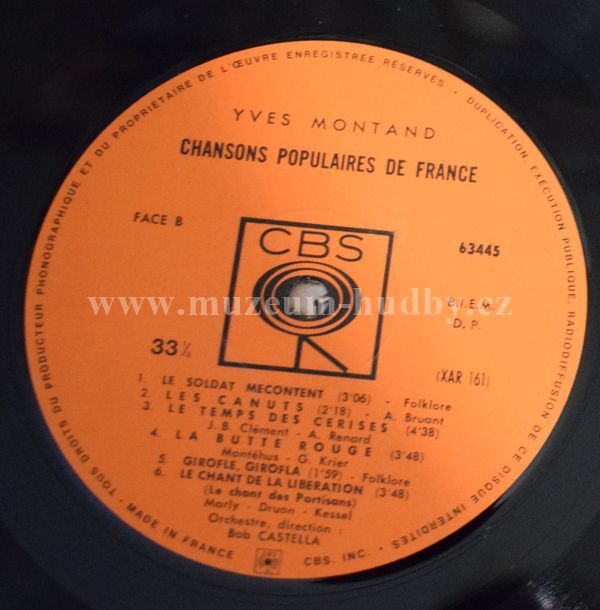 TOUS DROITS DU PRODUCTEUR PHONOGRAPHIQUE ET DU PROPRIETAIRE DE L'ŒUVRE ENREGISTRÉE RESERVES - DUPLICATION, EXÉCUTION PUBLIQUE, RADIODIFFUSION DE CE DISQUE INTERDITES
YVES MONTAND
CHANSONS POPULAIRES DE FRANCE
FACE B
CBS
63445
www.muzeum-hudby.cz
B.I.E.M.
D. P.
33⅓
(XAR 161)
1. LE SOLDAT MECONTENT (3'06) - Folklore
2. LES CANUTS (2'18) - A. Bruant
3. LE TEMPS DES CERISES (4'38)
J. B. Clément - A. Renard
4. LA BUTTE ROUGE (3'48)
Montéhus - G. Krier
5. GIROFLE, GIROFLA (1'59) - Folklore
6. LE CHANT DE LA LIBERATION (3'48)
(Le chant des Partisans)
Marly - Druon - Kessel
Orchestre, direction :
Bob CASTELLA
- MADE IN FRANCE
CBS
CBS. INC. -